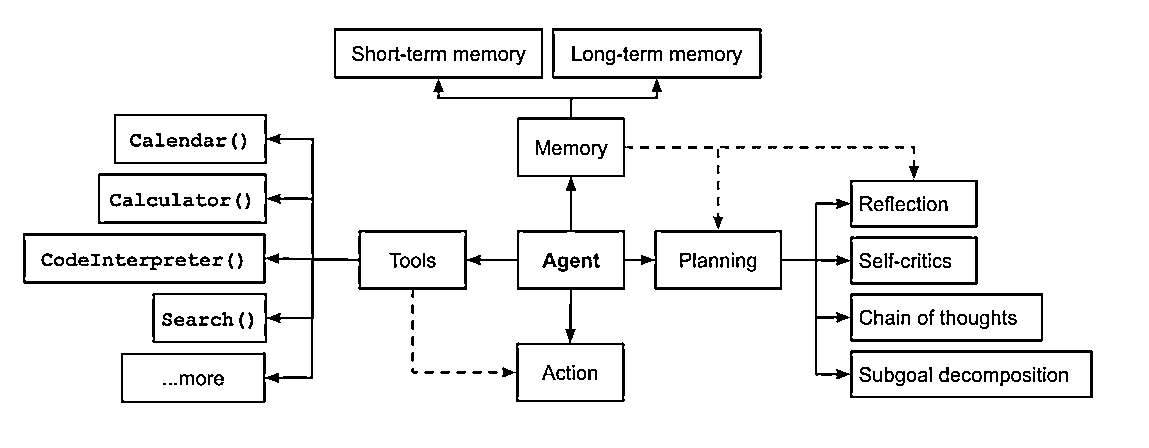 Short-term memory
Long-term memory
Memory
Calendar()
Calculator()
CodeInterpreter()
Search()
...more
Tools
Agent
Planning
Action
Reflection
Self-critics
Chain of thoughts
Subgoal decomposition